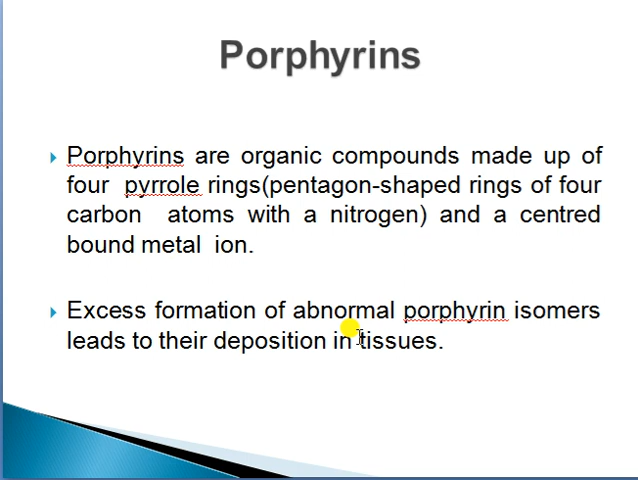 Porphyrins
Porphyrins are organic compounds made up of
four pyrrole rings(pentagon-shaped rings of four
carbon atoms with a nitrogen) and a centred
bound metal ion.
Excess formation of abnormal porphyrin isomers
leads to their deposition in tissues.